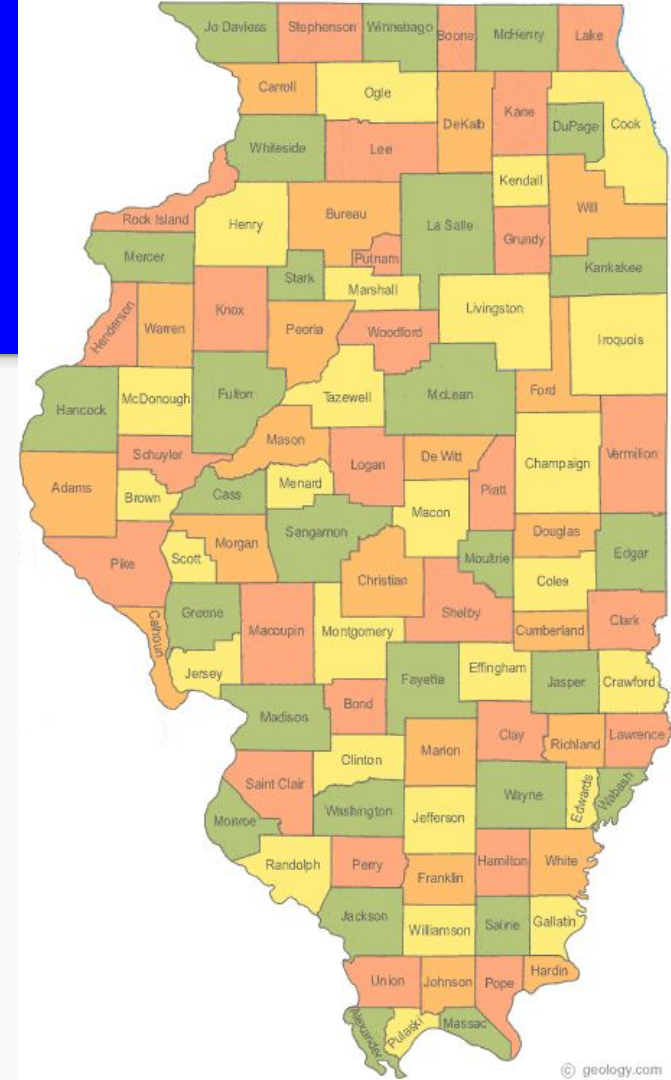 Jo Daviess
Stephenson
Winnebago
Boone
McHenry
Lake
Carroll
Ogle
DeKalb
Kane
DuPage
Cook
Whiteside
Lee
Kendall
Will
Rock Island
Henry
Bureau
La Salle
Grundy
Mercer
Putnam
Kankakee
Stark
Marshall
Henderson
Warren
Knox
Peoria
Woodford
Livingston
Iroquois
Hancock
McDonough
Fulton
Tazewell
McLean
Ford
Mason
Schuyler
Logan
De Witt
Vermilion
Adams
Brown
Cass
Menard
Piatt
Champaign
Macon
Pike
Scott
Morgan
Sangamon
Douglas
Moultrie
Edgar
Christian
Coles
Calhoun
Greene
Macoupin
Montgomery
Shelby
Cumberland
Clark
Jersey
Fayette
Effingham
Jasper
Crawford
Madison
Bond
Clay
Richland
Lawrence
Marion
Clinton
Saint Clair
Wayne
Edwards
Wabash
Monroe
Washington
Jefferson
Randolph
Perry
Franklin
Hamilton
White
Jackson
Williamson
Saline
Gallatin
Union
Johnson
Pope
Hardin
Alexander
Pulaski
Massac
© geology.com